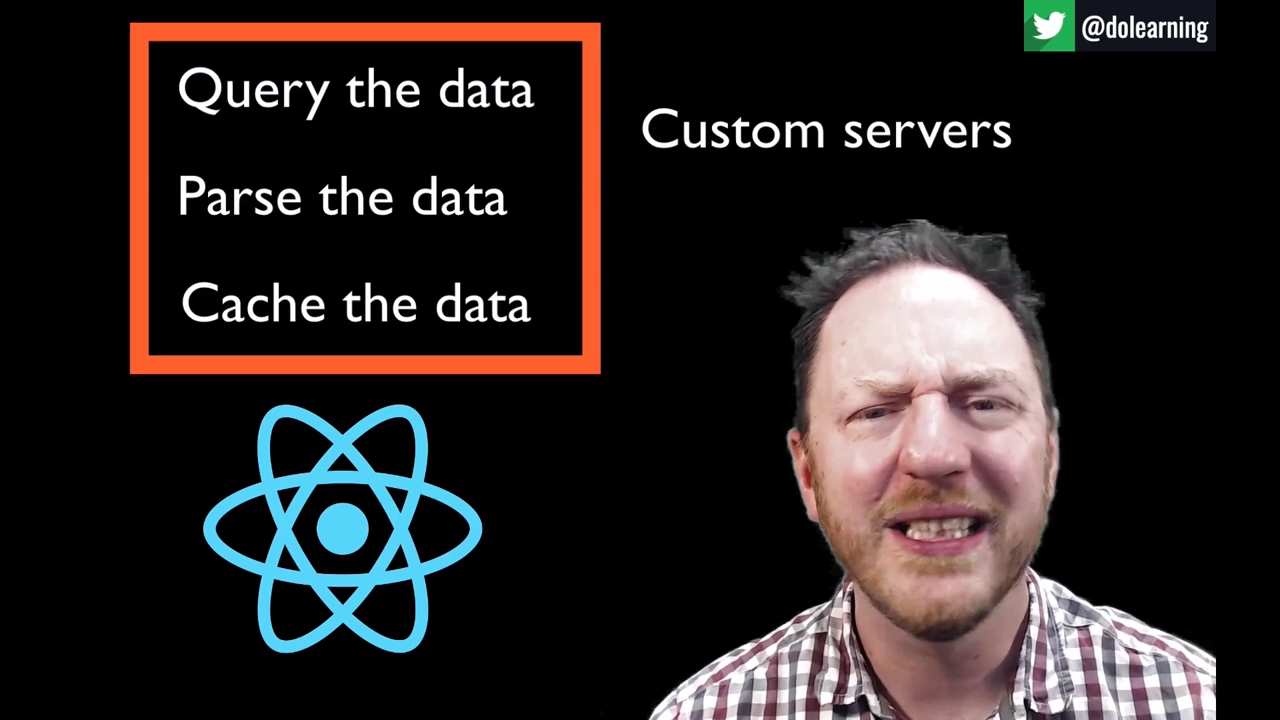 @dolearning
Query the data
Parse the data
Cache the data
Custom servers